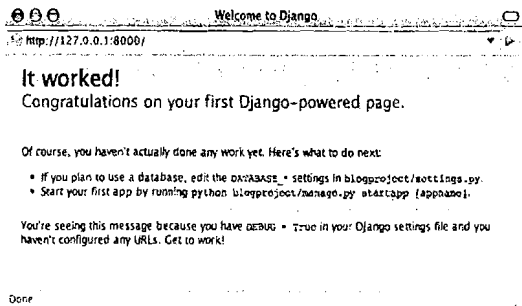 Welcome to Django
http://127.0.0.1:8000/
It worked!
Congratulations on your first Django-powered page.
Of course, you haven't actually done any work yet. Here's what to do next:
• If you plan to use a database, edit the DATABASE_* settings in blogproject/settings.py.
• Start your first app by running python blogproject/manage.py startapp [appname].
You're seeing this message because you have DEBUG = True in your Django settings file and you
haven't configured any URLs. Get to work!
Done